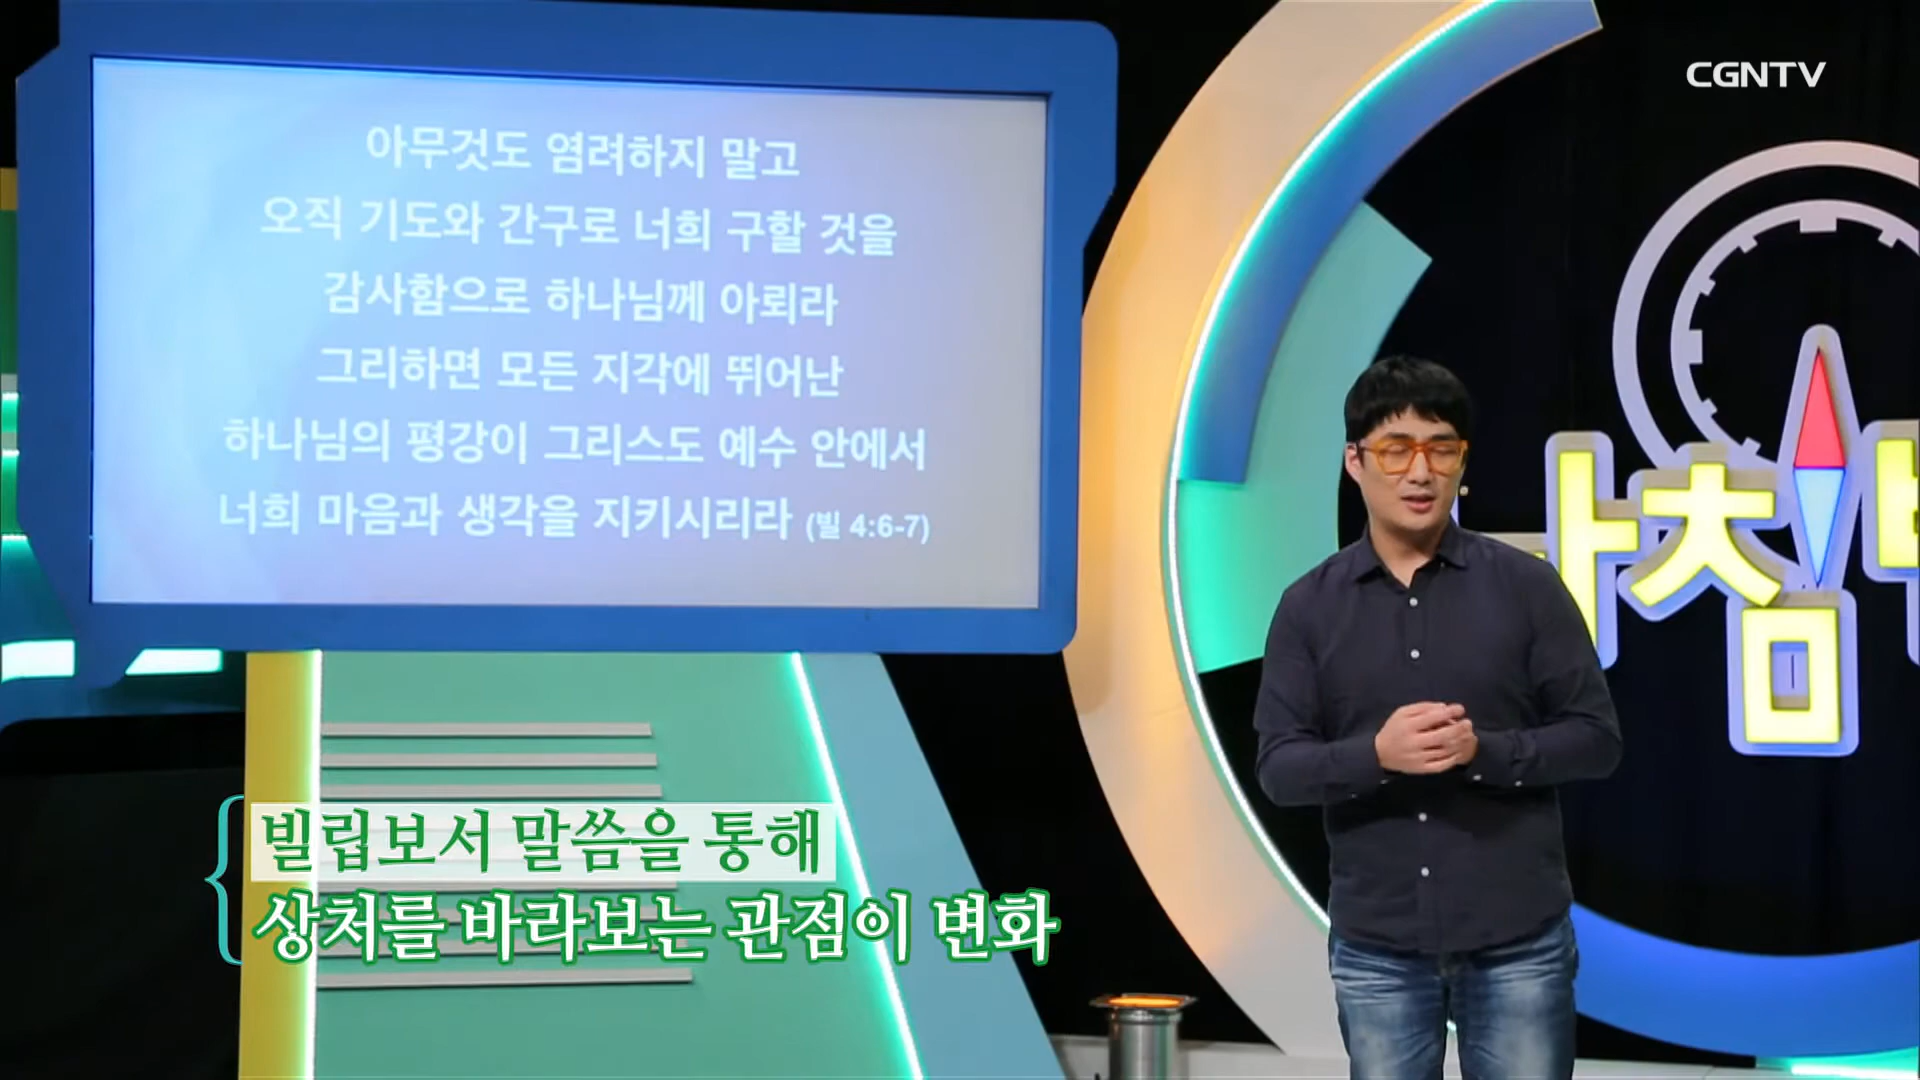 CGNTV
아무것도 염려하지 말고
오직 기도와 간구로 너희 구할 것을
감사함으로 하나님께 아뢰라
그리하면 모든 지각에 뛰어난
하나님의 평강이 그리스도 예수 안에서
너희 마음과 생각을 지키시리라 (빌 4:6-7)
침
빌립보서 말씀을 통해
상처를 바라보는 관점이 변화